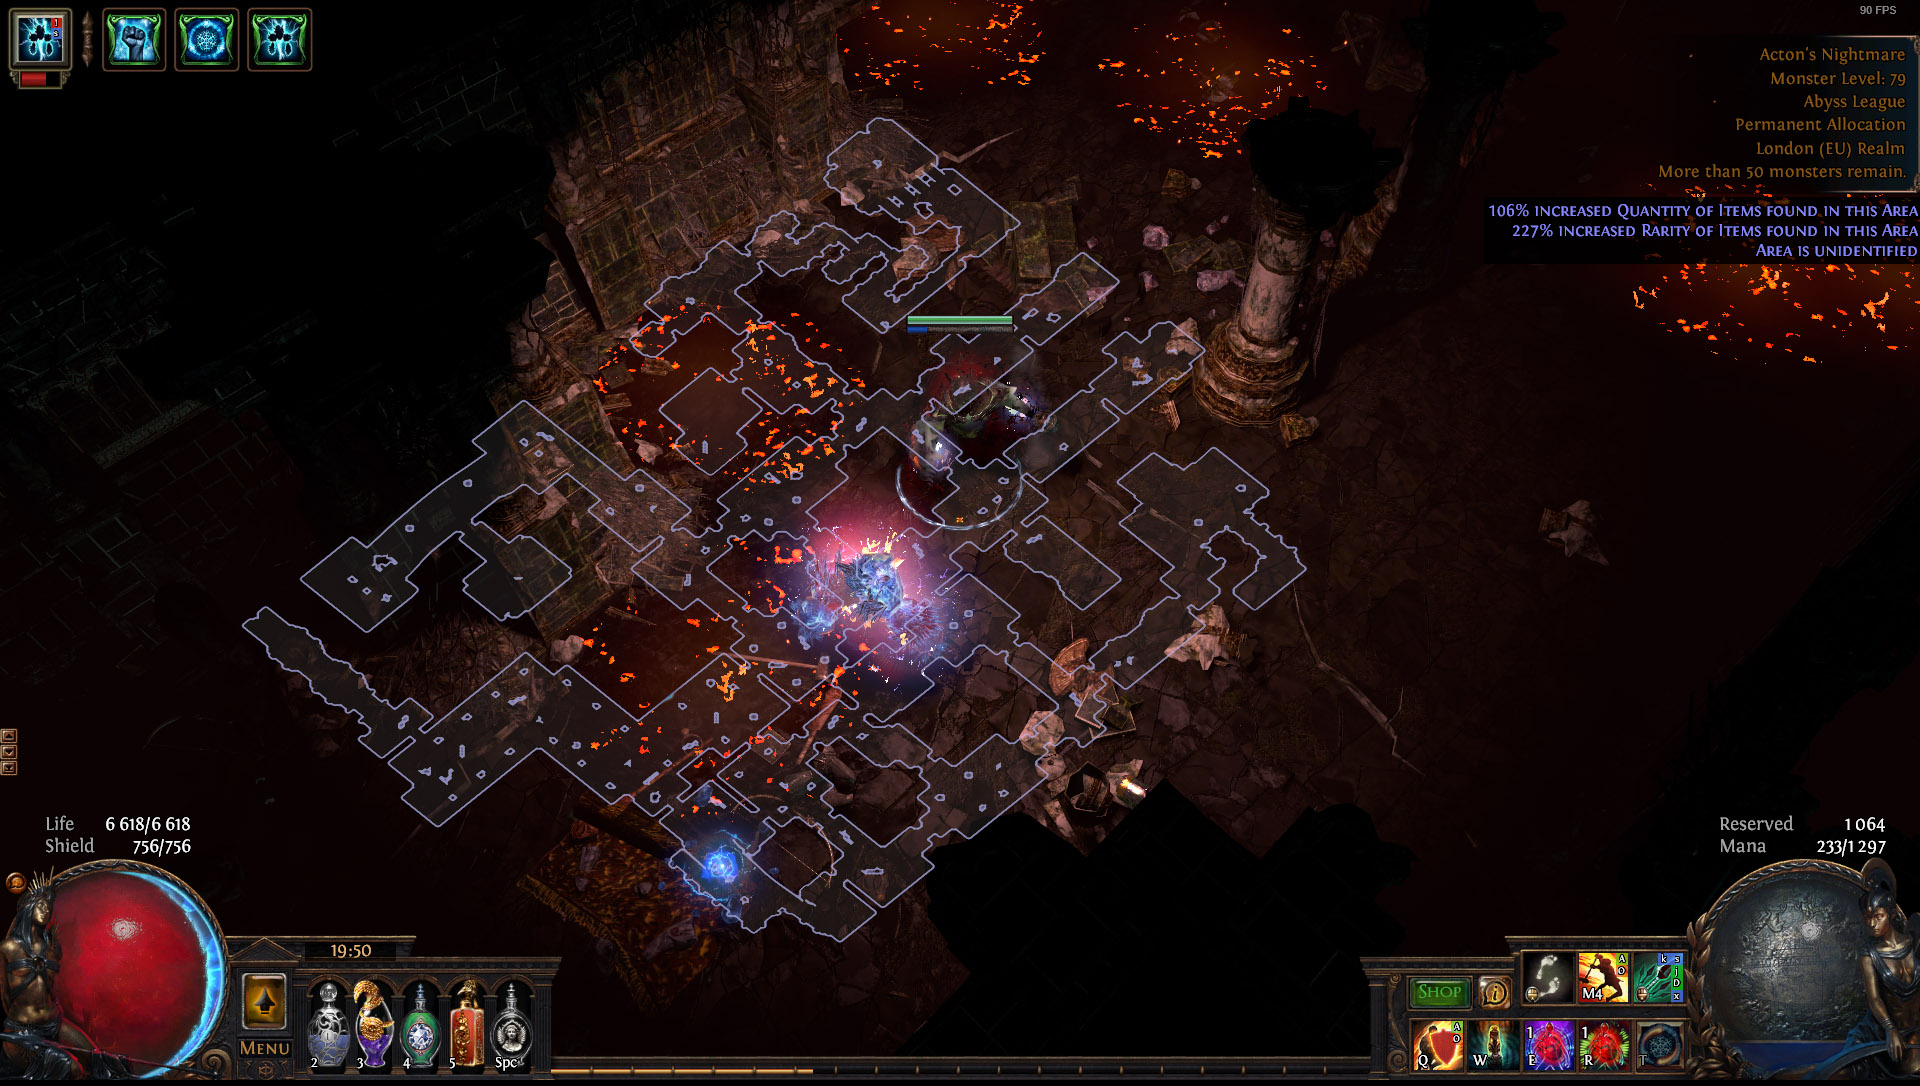 90 FPS
Acton's Nightmare
Monster Level: 79
Abyss League
Permanent Allocation
London (EU) Realm
More than 50 monsters remain.
106% increased Quantity of Items found in this Area
227% increased Rarity of Items found in this Area
Area is unidentified
Life 6 618/6 618
Shield 756/756
Reserved 1 064
Mana 233/1 297
19:50
Menu
2 3 4 5 Spc
Shop
M4
Q W E R T